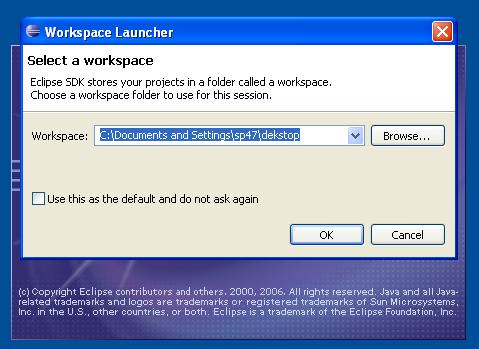 Workspace Launcher
Select a workspace
Eclipse SDK stores your projects in a folder called a workspace.
Choose a workspace folder to use for this session.
Workspace: C:\Documents and Settings\sp47\dekstop Browse...
Use this as the default and do not ask again
OK Cancel
(c) Copyright Eclipse contributors and others. 2000, 2006. All rights reserved. Java and all Java-
related trademarks and logos are trademarks or registered trademarks of Sun Microsystems,
Inc. in the U.S., other countries, or both. Eclipse is a trademark of the Eclipse Foundation, Inc.